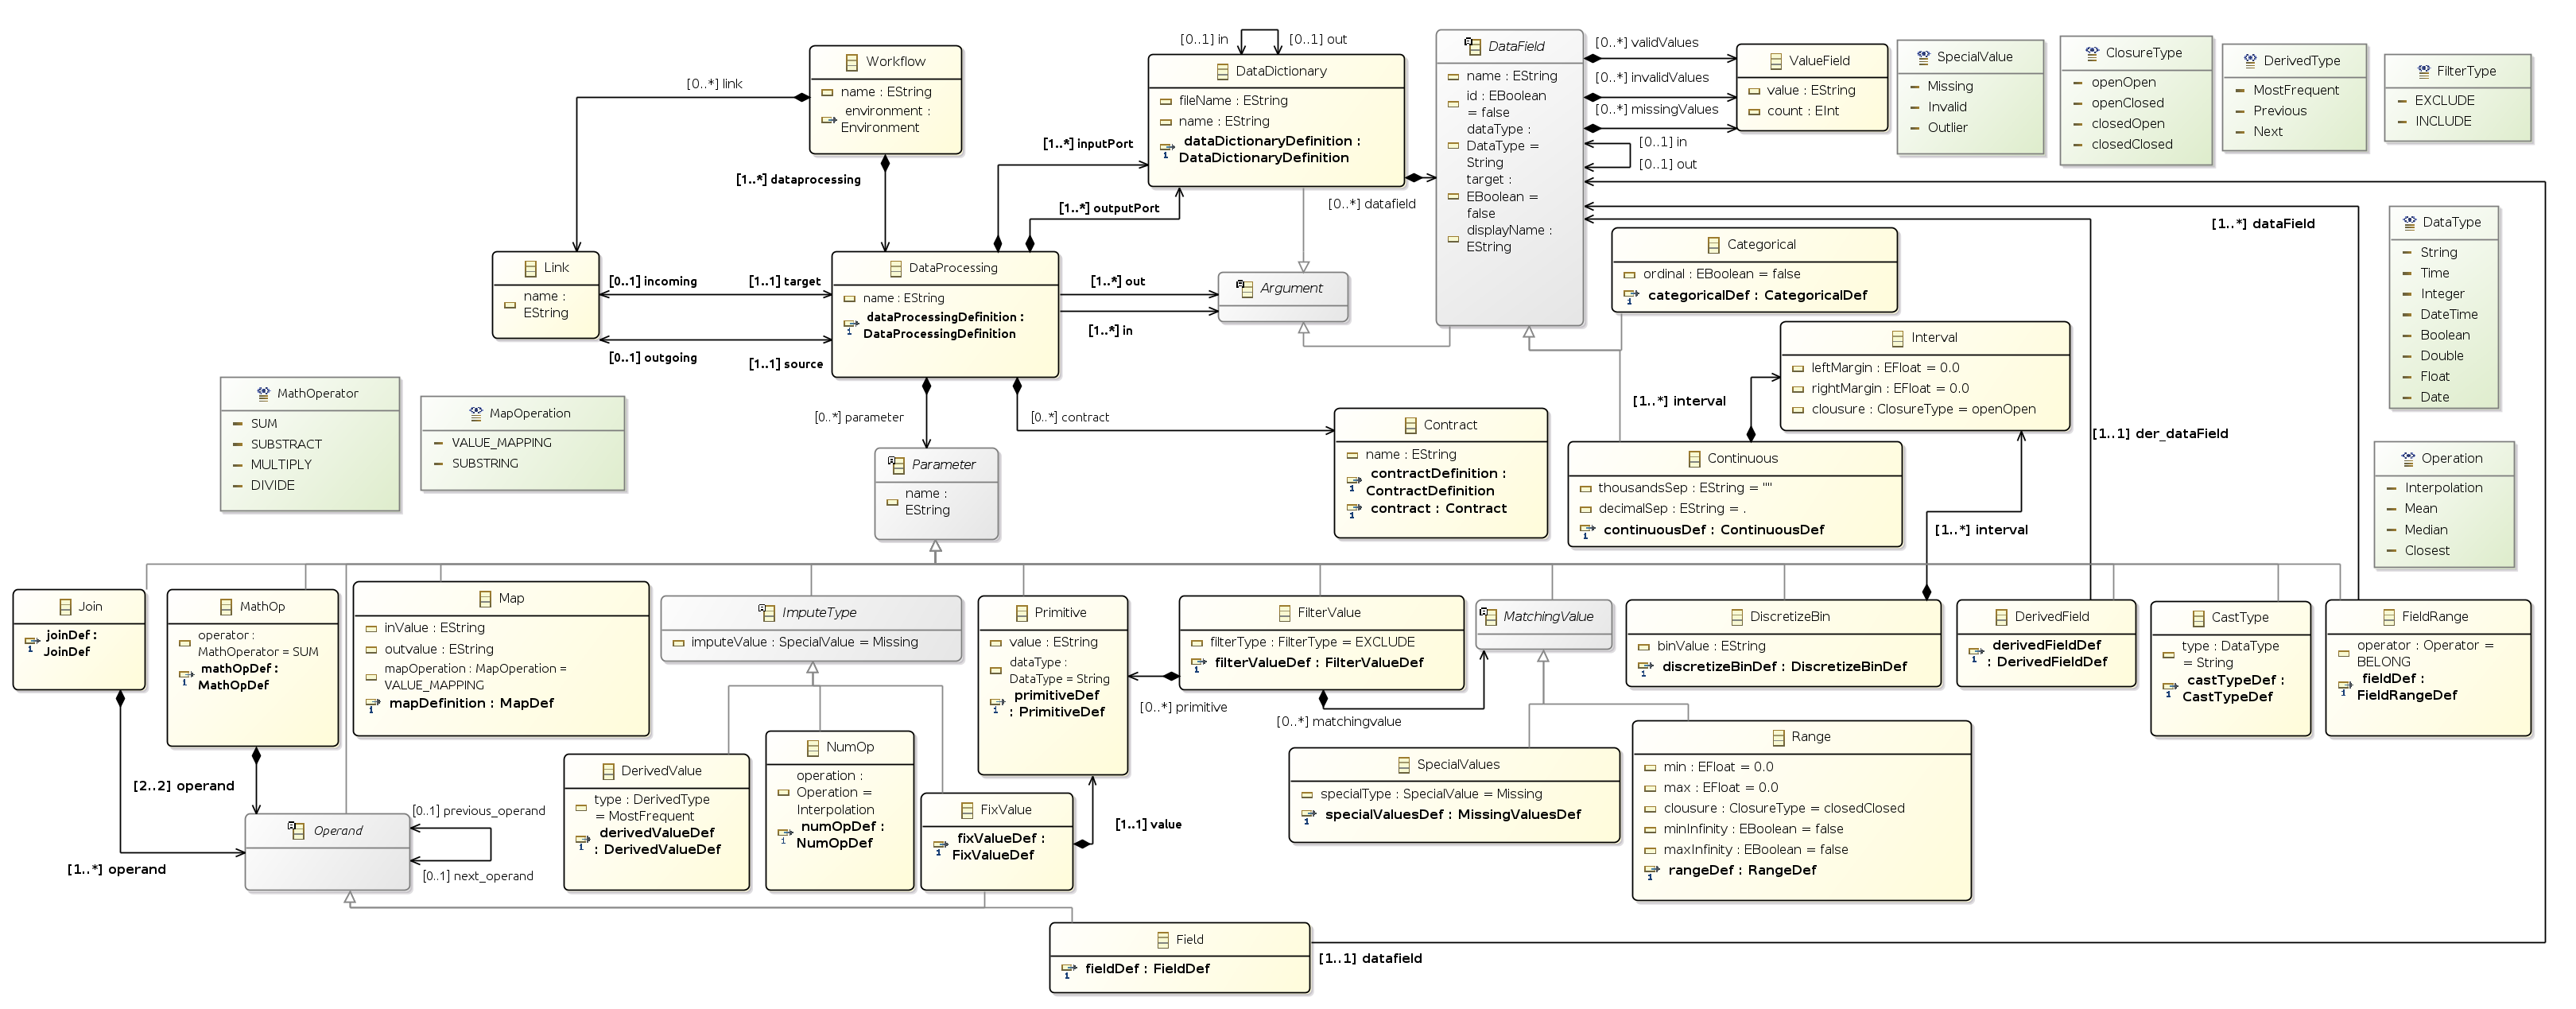 [0..1] in
[0..1] out
Workflow
name : EString
environment :
Environment
[0..*] link
[1..*] dataprocessing
DataDictionary
fileName : EString
name : EString
dataDictionaryDefinition :
DataDictionaryDefinition
[1..*] inputPort
[1..*] outputPort
[0..*] datafield
DataField
name : EString
id : EBoolean
= false
dataType :
DataType =
String
target :
EBoolean =
false
displayName :
EString
[0..*] validValues
[0..*] invalidValues
[0..*] missingValues
[0..1] in
[0..1] out
ValueField
value : EString
count : EInt
SpecialValue
Missing
Invalid
Outlier
ClosureType
openOpen
openClosed
closedOpen
closedClosed
DerivedType
MostFrequent
Previous
Next
FilterType
EXCLUDE
INCLUDE
[1..*] dataField
DataType
String
Time
Integer
DateTime
Boolean
Double
Float
Date
Link
name :
EString
[0..1] incoming
[1..1] target
[0..1] outgoing
[1..1] source
DataProcessing
name : EString
dataProcessingDefinition :
DataProcessingDefinition
[1..*] out
[1..*] in
Argument
Categorical
ordinal : EBoolean = false
categoricalDef : CategoricalDef
Interval
leftMargin : EFloat = 0.0
rightMargin : EFloat = 0.0
clousure : ClosureType = openOpen
[1..*] interval
[1..1] der_dataField
MathOperator
SUM
SUBSTRACT
MULTIPLY
DIVIDE
MapOperation
VALUE_MAPPING
SUBSTRING
[0..*] parameter
[0..*] contract
Contract
name : EString
contractDefinition :
ContractDefinition
contract : Contract
Continuous
thousandsSep : EString = ""
decimalSep : EString = .
continuousDef : ContinuousDef
[1..*] interval
Operation
Interpolation
Mean
Median
Closest
Parameter
name :
EString
Join
joinDef :
JoinDef
MathOp
operator :
MathOperator = SUM
mathOpDef :
MathOpDef
Map
inValue : EString
outvalue : EString
mapOperation : MapOperation =
VALUE_MAPPING
mapDefinition : MapDef
ImputeType
imputeValue : SpecialValue = Missing
Primitive
value : EString
dataType :
DataType = String
primitiveDef
: PrimitiveDef
FilterValue
filterType : FilterType = EXCLUDE
filterValueDef : FilterValueDef
[0..*] primitive
[0..*] matchingvalue
MatchingValue
DiscretizeBin
binValue : EString
discretizeBinDef : DiscretizeBinDef
DerivedField
derivedFieldDef
: DerivedFieldDef
CastType
type : DataType
= String
castTypeDef :
CastTypeDef
FieldRange
operator : Operator =
BELONG
fieldDef :
FieldRangeDef
[2..2] operand
[1..*] operand
Operand
[0..1] previous_operand
[0..1] next_operand
DerivedValue
type : DerivedType
= MostFrequent
derivedValueDef
: DerivedValueDef
NumOp
operation :
Operation =
Interpolation
numOpDef :
NumOpDef
FixValue
fixValueDef :
FixValueDef
[1..1] value
SpecialValues
specialType : SpecialValue = Missing
specialValuesDef : MissingValuesDef
Range
min : EFloat = 0.0
max : EFloat = 0.0
clousure : ClosureType = closedClosed
minInfinity : EBoolean = false
maxInfinity : EBoolean = false
rangeDef : RangeDef
Field
fieldDef : FieldDef
[1..1] datafield